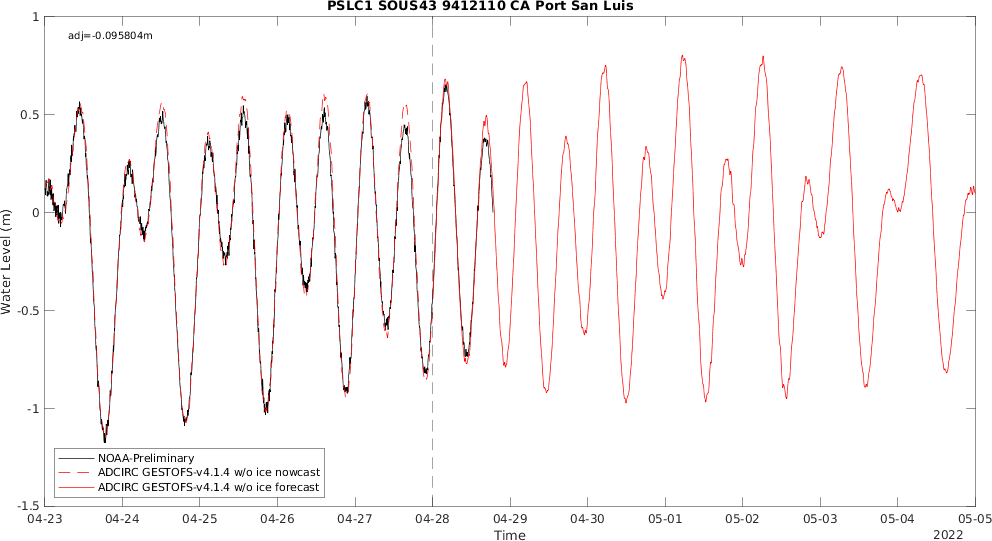 PSLC1 SOUS43 9412110 CA Port San Luis
adj=-0.095804m
1
0.5
0
-0.5
-1
-1.5
Water Level (m)
NOAA-Preliminary
ADCIRC GESTOFS-v4.1.4 w/o ice nowcast
ADCIRC GESTOFS-v4.1.4 w/o ice forecast
04-23 04-24 04-25 04-26 04-27 04-28 04-29 04-30 05-01 05-02 05-03 05-04 05-05
Time
2022